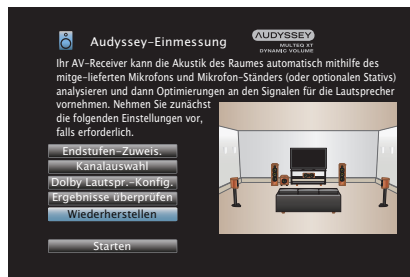 Audyssey-Einmessung
AUDYSSEY
MULTEQ XT
DYNAMIC VOLUME
Ihr AV-Receiver kann die Akustik des Raumes automatisch mithilfe des
mitge-lieferten Mikrofons und Mikrofon-Ständers (oder optionalen Stativs)
analysieren und dann Optimierungen an den Signalen für die Lautsprecher
vornehmen. Nehmen Sie zunächst
die folgenden Einstellungen vor,
falls erforderlich.
Endstufen-Zuweis.
Kanalauswahl
Dolby Lautspr.-Konfig.
Ergebnisse überprüfen
Wiederherstellen
Starten